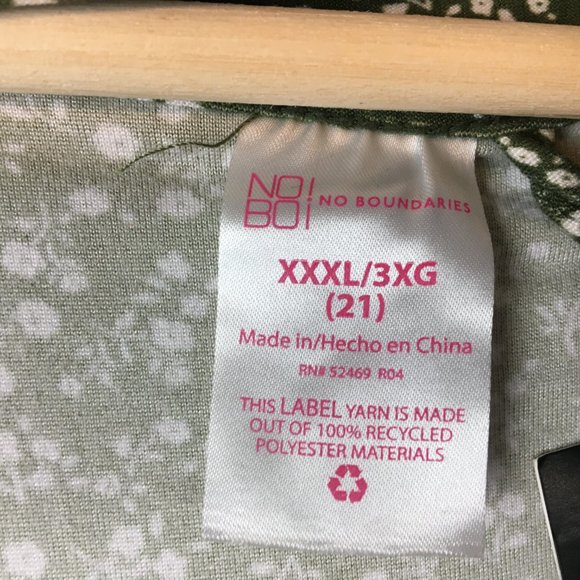 NO!
BO!
NO BOUNDARIES
XXXL/3XG
(21)
Made in/Hecho en China
RN# 52469 R04
THIS LABEL YARN IS MADE
OUT OF 100% RECYCLED
POLYESTER MATERIALS